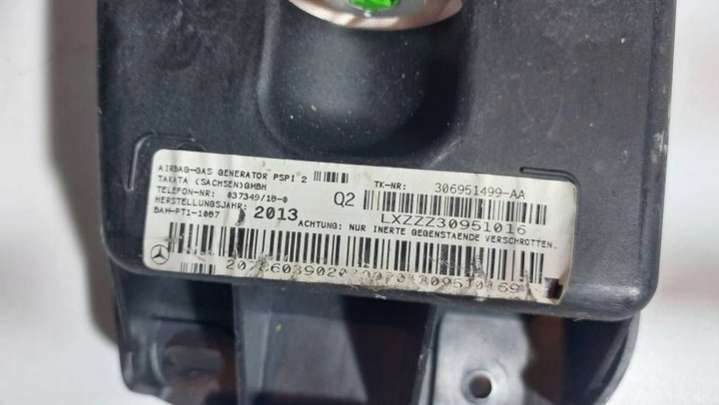 AIRBAG-GAS GENERATOR PSPI 2
TAKATA (SACHSEN)GMBH
TELEFON-NR: 037349/18-0
HERSTELLUNGSJAHR: 2013
BAM-PT1-1007
Q2
TK-NR: 306951499-AA
LXZZZ30951016
ACHTUNG: NUR INERTE GEGENSTAENDE VERSCHROTTEN.